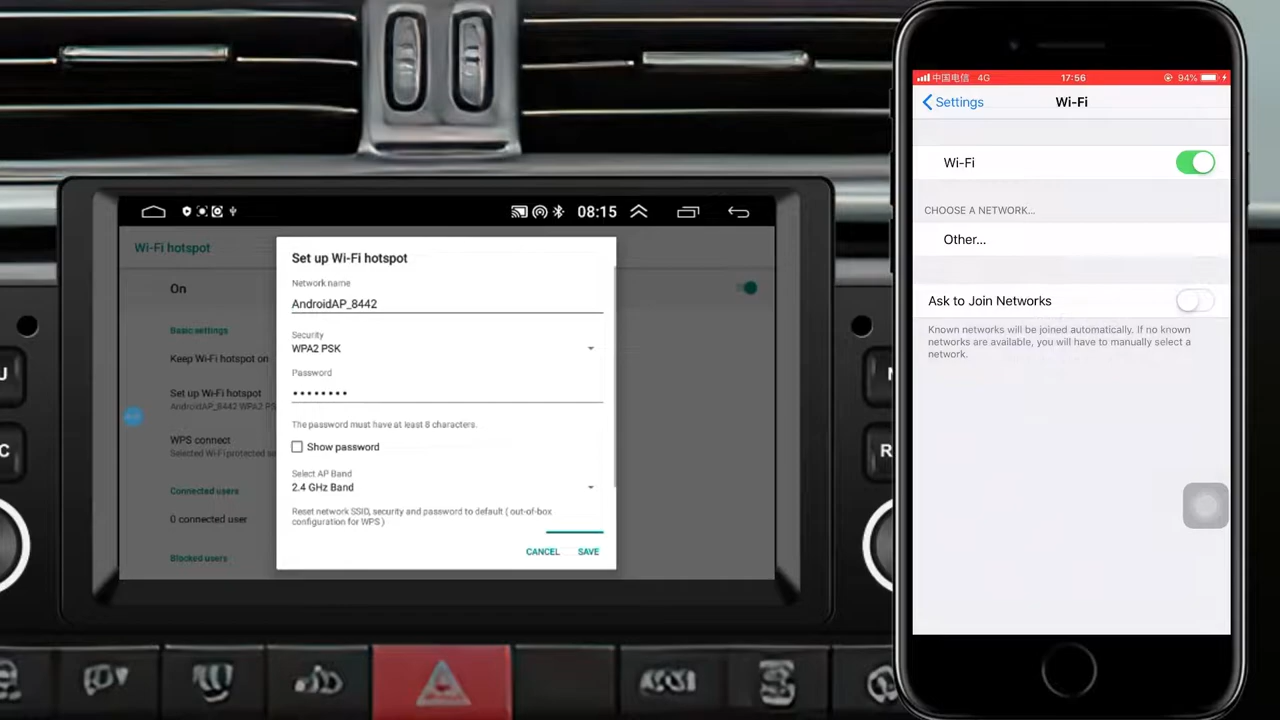 08:15
Wi-Fi hotspot
On
Basic settings
Keep Wi-Fi hotspot on
Set up Wi-Fi hotspot
AndroidAP_8442 WPA2 PS
WPS connect
Selected Wi-Fi protected se
Connected users
0 connected user
Blocked users
Set up Wi-Fi hotspot
Network name
AndroidAP_8442
Security
WPA2 PSK
Password
••••••••
The password must have at least 8 characters.
Show password
Select AP Band
2.4 GHz Band
Reset network SSID, security and password to default ( out-of-box
configuration for WPS )
CANCEL SAVE
中国电信 4G 17:56 94%
Settings Wi-Fi
Wi-Fi
CHOOSE A NETWORK...
Other...
Ask to Join Networks
Known networks will be joined automatically. If no known
networks are available, you will have to manually select a
network.